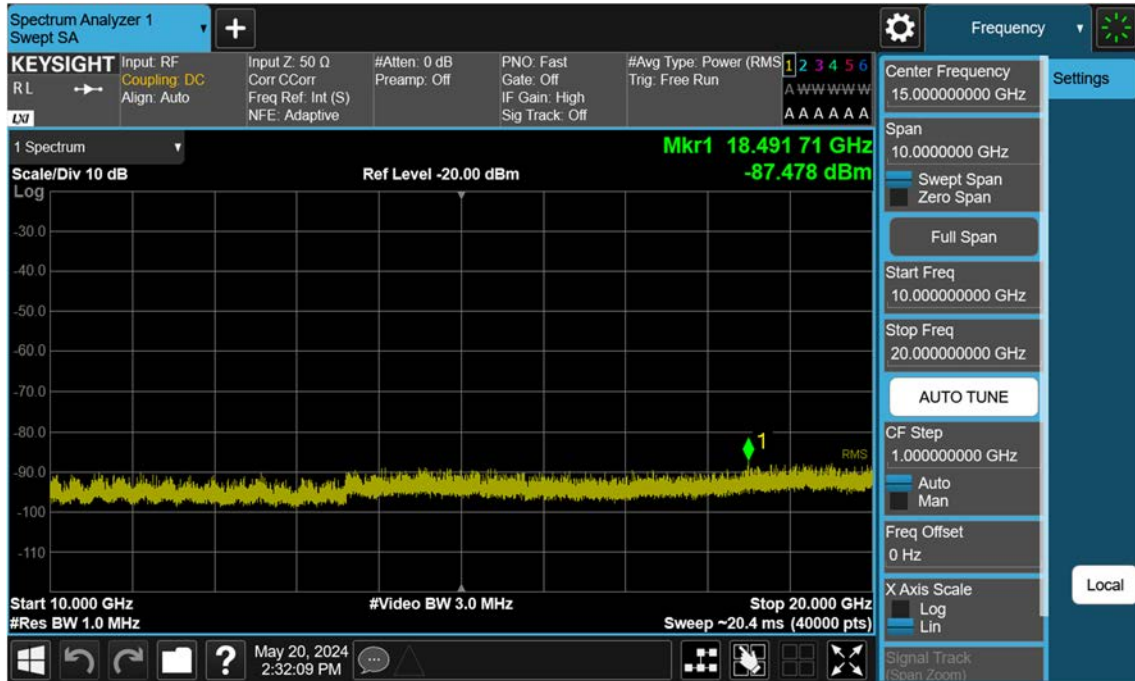 Spectrum Analyzer 1
Swept SA
+
Frequency
KEYSIGHT
R L
LXI
Input: RF
Coupling: DC
Align: Auto
Input Z: 50 Ω
Corr CCorr
Freq Ref: Int (S)
NFE: Adaptive
#Atten: 0 dB
Preamp: Off
PNO: Fast
Gate: Off
IF Gain: High
Sig Track: Off
#Avg Type: Power (RMS
Trig: Free Run
1 2 3 4 5 6
A W W W W W
A A A A A A
1 Spectrum
Scale/Div 10 dB
Ref Level -20.00 dBm
Mkr1 18.491 71 GHz
-87.478 dBm
Log
-30.0
-40.0
-50.0
-60.0
-70.0
-80.0
-90.0
-100
-110
1
RMS
Start 10.000 GHz
#Video BW 3.0 MHz
Stop 20.000 GHz
#Res BW 1.0 MHz
Sweep ~20.4 ms (40000 pts)
Center Frequency
15.000000000 GHz
Span
10.0000000 GHz
Swept Span
Zero Span
Full Span
Start Freq
10.000000000 GHz
Stop Freq
20.000000000 GHz
AUTO TUNE
CF Step
1.000000000 GHz
Auto
Man
Freq Offset
0 Hz
X Axis Scale
Log
Lin
Signal Track
(Span Zoom)
Settings
Local
?
May 20, 2024
2:32:09 PM